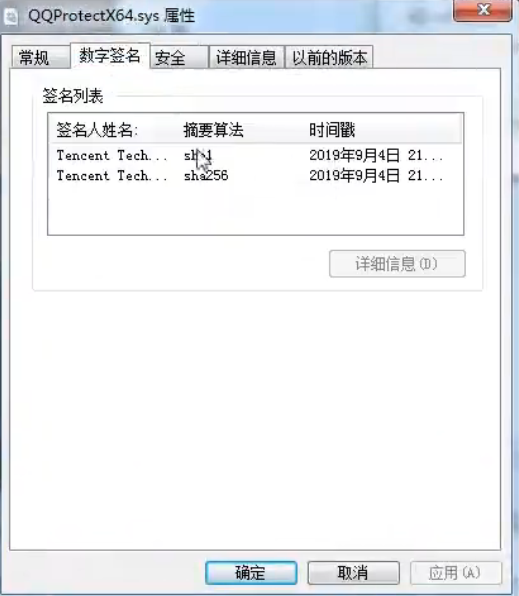 QQProtectX64.sys 属性
常规 数字签名 安全 详细信息 以前的版本
签名列表
签名人姓名: 摘要算法 时间戳
Tencent Tech... sha1 2019年9月4日 21...
Tencent Tech... sha256 2019年9月4日 21...
详细信息(D)
确定 取消 应用(A)